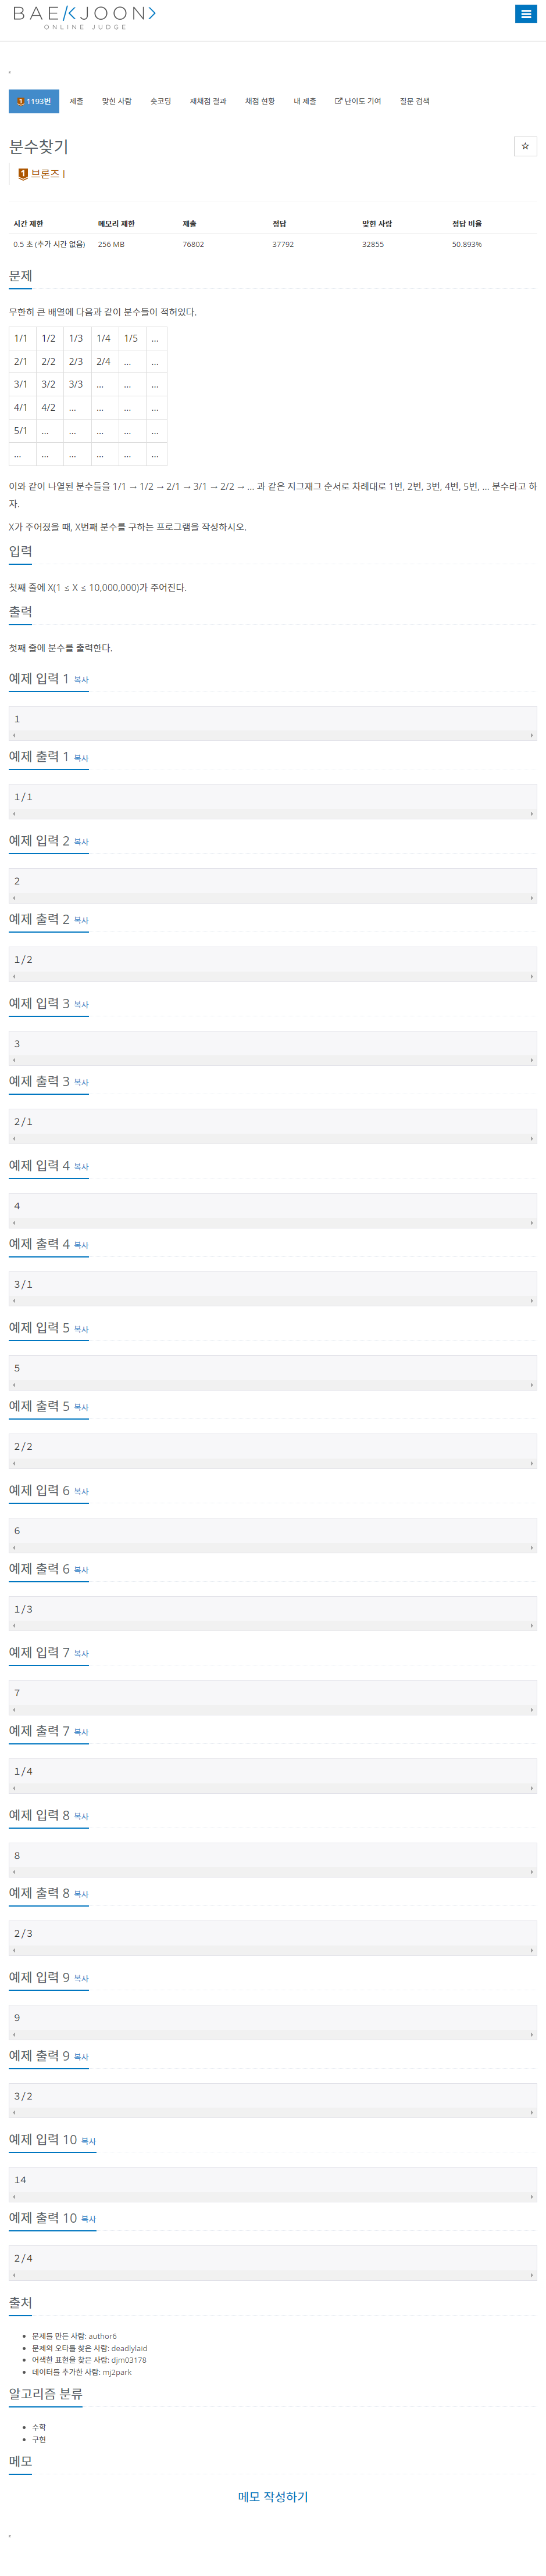 BAEKJOON
ONLINE JUDGE
1193번 제출 맞힌 사람 숏코딩 재채점 결과 채점 현황 내 제출 난이도 기여 질문 검색
분수찾기
1 브론즈 I
시간 제한 메모리 제한 제출 정답 맞힌 사람 정답 비율
0.5 초 (추가 시간 없음) 256 MB 76802 37792 32855 50.893%
문제
무한히 큰 배열에 다음과 같이 분수들이 적혀있다.
1/1 1/2 1/3 1/4 1/5 …
2/1 2/2 2/3 2/4 … …
3/1 3/2 3/3 … … …
4/1 4/2 … … … …
5/1 … … … … …
… … … … … …
이와 같이 나열된 분수들을 1/1 → 1/2 → 2/1 → 3/1 → 2/2 → … 과 같은 지그재그 순서로 차례대로 1번, 2번, 3번, 4번, 5번, … 분수라고 하
자.
X가 주어졌을 때, X번째 분수를 구하는 프로그램을 작성하시오.
입력
첫째 줄에 X(1 ≤ X ≤ 10,000,000)가 주어진다.
출력
첫째 줄에 분수를 출력한다.
예제 입력 1 복사
1
예제 출력 1 복사
1/1
예제 입력 2 복사
2
예제 출력 2 복사
1/2
예제 입력 3 복사
3
예제 출력 3 복사
2/1
예제 입력 4 복사
4
예제 출력 4 복사
3/1
예제 입력 5 복사
5
예제 출력 5 복사
2/2
예제 입력 6 복사
6
예제 출력 6 복사
1/3
예제 입력 7 복사
7
예제 출력 7 복사
1/4
예제 입력 8 복사
8
예제 출력 8 복사
2/3
예제 입력 9 복사
9
예제 출력 9 복사
3/2
예제 입력 10 복사
14
예제 출력 10 복사
2/4
출처
문제를 만든 사람: author6
문제의 오타를 찾은 사람: deadlylaid
어색한 표현을 찾은 사람: djm03178
데이터를 추가한 사람: mj2park
알고리즘 분류
수학
구현
메모
메모 작성하기